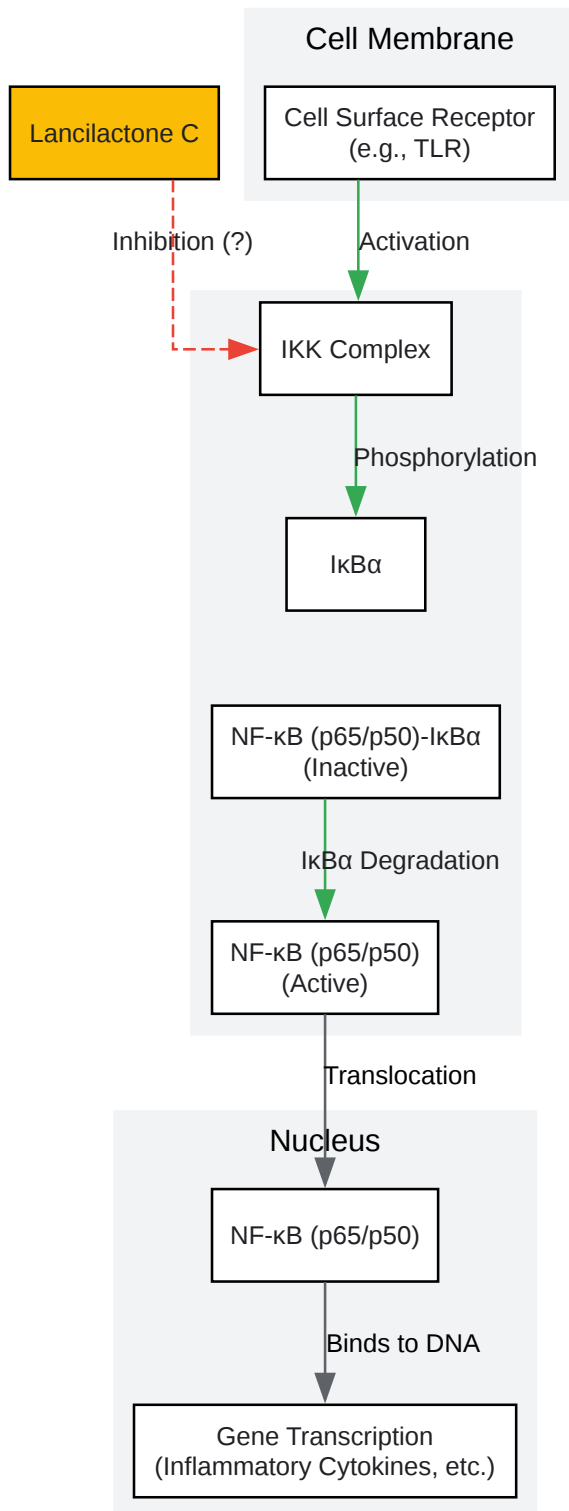 Cell Membrane
Lancilactone C
Cell Surface Receptor
(e.g., TLR)
Inhibition (?)
Activation
IKK Complex
Phosphorylation
IκBα
NF-κB (p65/p50)-IκBα
(Inactive)
IκBα Degradation
NF-κB (p65/p50)
(Active)
Translocation
Nucleus
NF-κB (p65/p50)
Binds to DNA
Gene Transcription
(Inflammatory Cytokines, etc.)